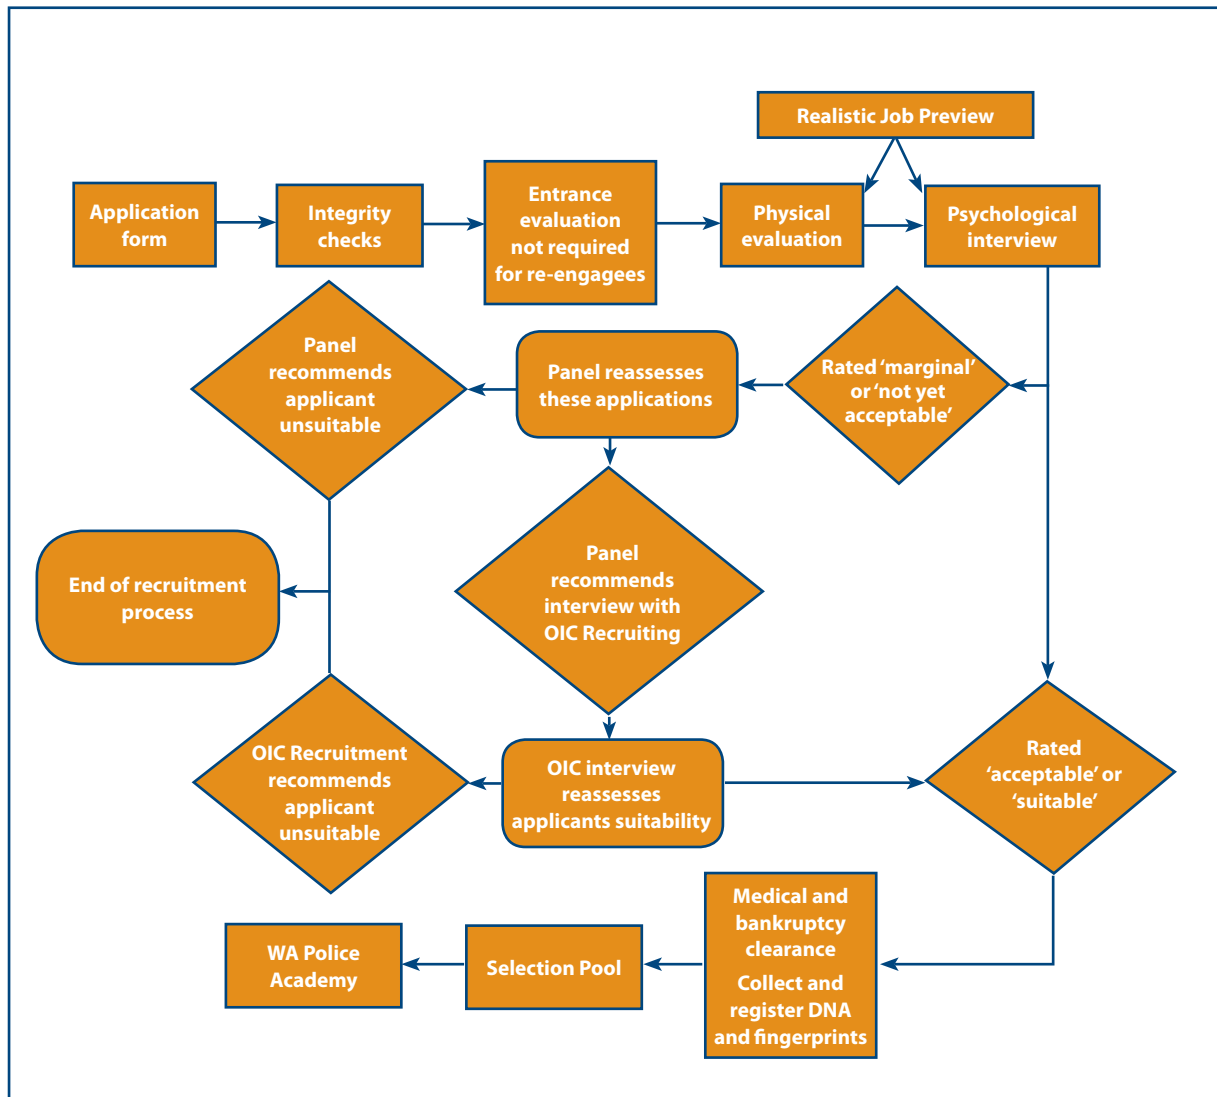 Realistic Job Preview
Application
form
Integrity
checks
Entrance
evaluation
not required
for re-engagees
Physical
evaluation
Psychological
interview
Panel
recommends
applicant
unsuitable
Panel reassesses
these applications
Rated ‘marginal’
or ‘not yet
acceptable’
End of recruitment
process
Panel
recommends
interview with
OIC Recruiting
OIC Recruitment
recommends
applicant
unsuitable
OIC interview
reassesses
applicants suitability
Rated
‘acceptable’ or
‘suitable’
WA Police
Academy
Selection Pool
Medical and
bankruptcy
clearance
Collect and
register DNA
and fingerprints